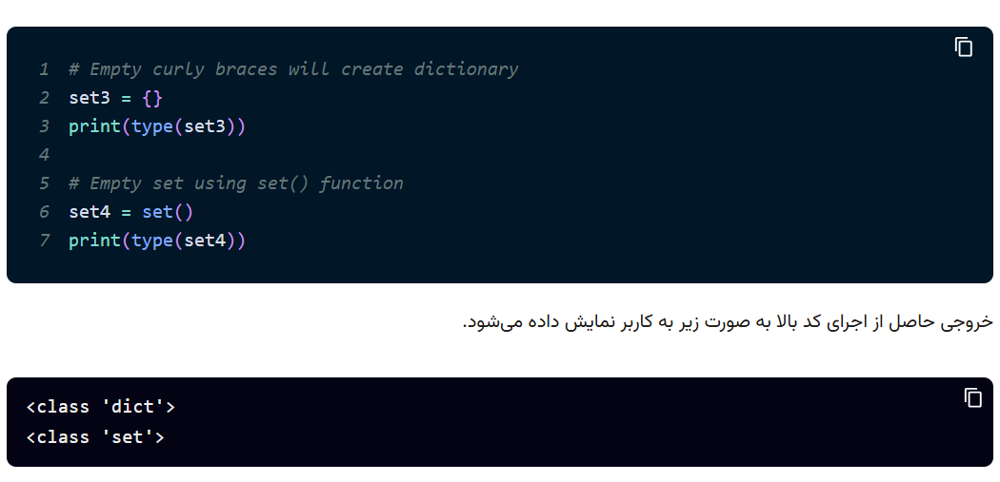 1 # Empty curly braces will create dictionary
2 set3 = {}
3 print(type(set3))
4
5 # Empty set using set() function
6 set4 = set()
7 print(type(set4))
خروجی حاصل از اجرای کد بالا به صورت زیر به کاربر نمایش داده می‌شود.
<class 'dict'>
<class 'set'>